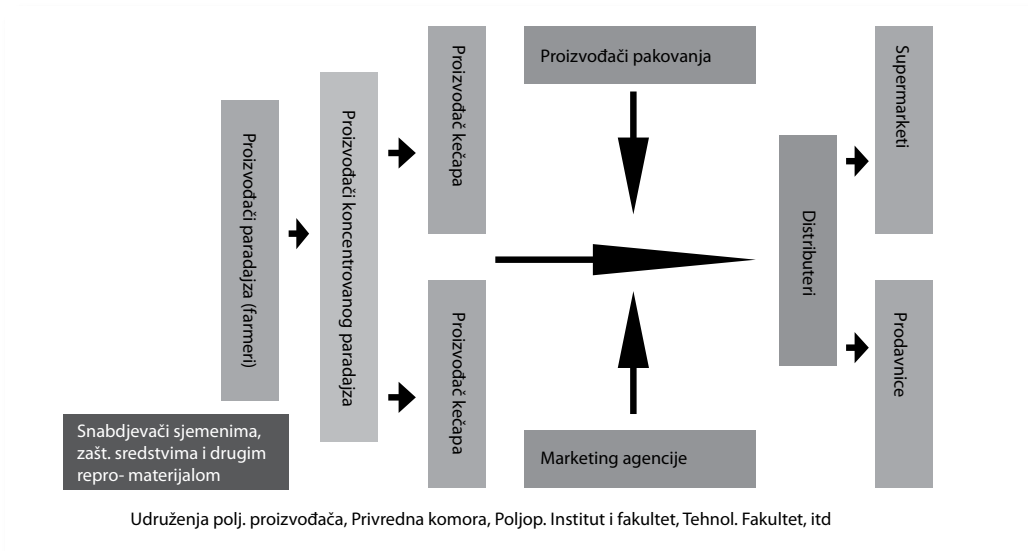 Proizvođači paradajza (farmeri)
Proizvođači koncentrovanog paradajza
Proizvođač kečapa
Proizvođač kečapa
Proizvođači pakovanja
Marketing agencije
Distributeri
Supermarketi
Prodavnice
Snabdjevači sjemenima,
zašt. sredstvima i drugim
repro- materijalom
Udruženja polj. proizvođača, Privredna komora, Poljop. Institut i fakultet, Tehnol. Fakultet, itd